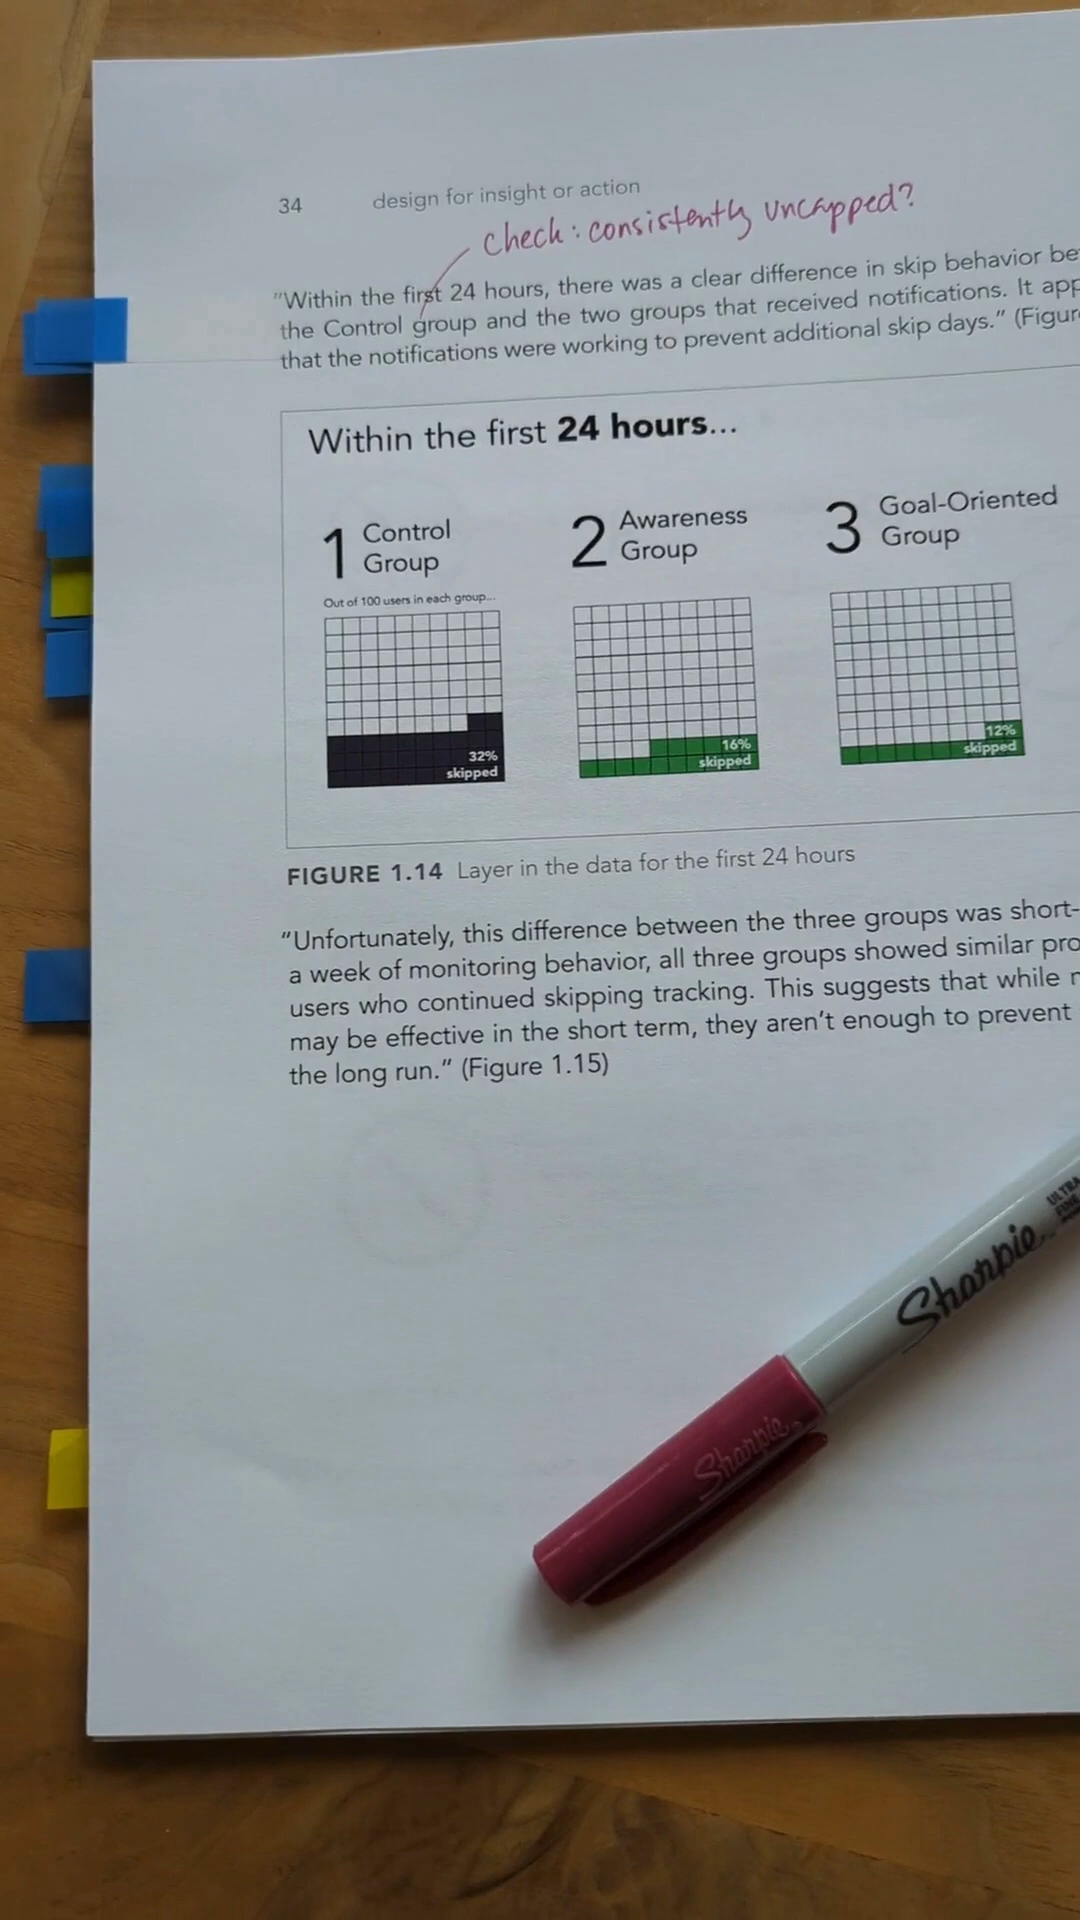 34 design for insight or action
check: consistently uncapped?
"Within the first 24 hours, there was a clear difference in skip behavior be
the Control group and the two groups that received notifications. It app
that the notifications were working to prevent additional skip days." (Figur
Within the first 24 hours...
1 Control Group
2 Awareness Group
3 Goal-Oriented Group
Out of 100 users in each group...
32% skipped
16% skipped
12% skipped
FIGURE 1.14 Layer in the data for the first 24 hours
"Unfortunately, this difference between the three groups was short-
a week of monitoring behavior, all three groups showed similar pro
users who continued skipping tracking. This suggests that while
may be effective in the short term, they aren't enough to prevent
the long run." (Figure 1.15)
Sharpie
ULTRA
FINE
Sharpie